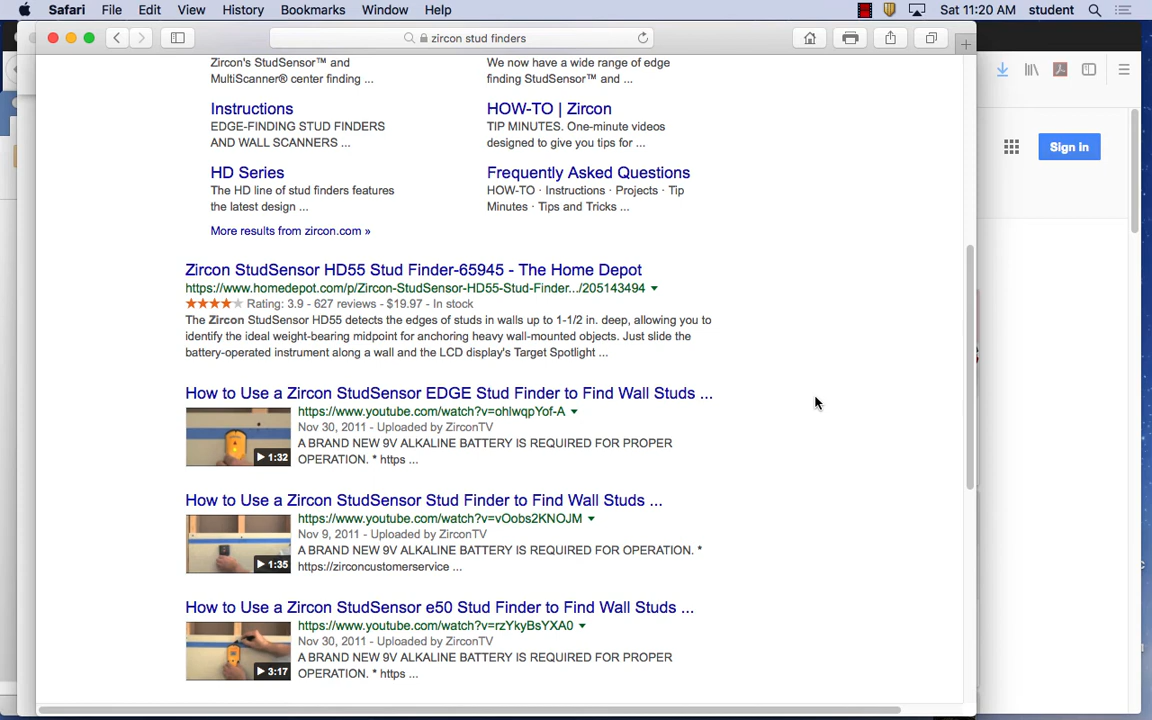 Safari File Edit View History Bookmarks Window Help Sat 11:20 AM student
zircon stud finders
Sign in
Zircon's StudSensor™ and
MultiScanner® center finding ...
We now have a wide range of edge
finding StudSensor™ and ...
Instructions
EDGE-FINDING STUD FINDERS
AND WALL SCANNERS ...
HOW-TO | Zircon
TIP MINUTES. One-minute videos
designed to give you tips for ...
HD Series
The HD line of stud finders features
the latest design ...
Frequently Asked Questions
HOW-TO · Instructions · Projects · Tip
Minutes · Tips and Tricks ...
More results from zircon.com »
Zircon StudSensor HD55 Stud Finder-65945 - The Home Depot
https://www.homedepot.com/p/Zircon-StudSensor-HD55-Stud-Finder.../205143494
Rating: 3.9 - 627 reviews - $19.97 - In stock
The Zircon StudSensor HD55 detects the edges of studs in walls up to 1-1/2 in. deep, allowing you to
identify the ideal weight-bearing midpoint for anchoring heavy wall-mounted objects. Just slide the
battery-operated instrument along a wall and the LCD display's Target Spotlight ...
How to Use a Zircon StudSensor EDGE Stud Finder to Find Wall Studs ...
https://www.youtube.com/watch?v=ohlwqpYof-A
Nov 30, 2011 - Uploaded by ZirconTV
A BRAND NEW 9V ALKALINE BATTERY IS REQUIRED FOR PROPER
OPERATION. * https ...
1:32
How to Use a Zircon StudSensor Stud Finder to Find Wall Studs ...
https://www.youtube.com/watch?v=vOobs2KNOJM
Nov 9, 2011 - Uploaded by ZirconTV
A BRAND NEW 9V ALKALINE BATTERY IS REQUIRED FOR OPERATION. *
https://zirconcustomerservice ...
1:35
How to Use a Zircon StudSensor e50 Stud Finder to Find Wall Studs ...
https://www.youtube.com/watch?v=rzYkyBsYXA0
Nov 30, 2011 - Uploaded by ZirconTV
A BRAND NEW 9V ALKALINE BATTERY IS REQUIRED FOR PROPER
OPERATION. * https ...
3:17